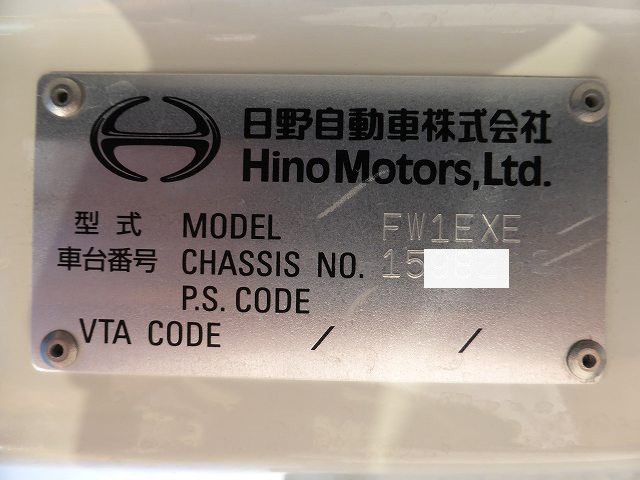 日野自動車株式会社
Hino Motors, Ltd.
型式 MODEL FW1EXE
車台番号 CHASSIS NO. 15
P.S. CODE
VTA CODE / /